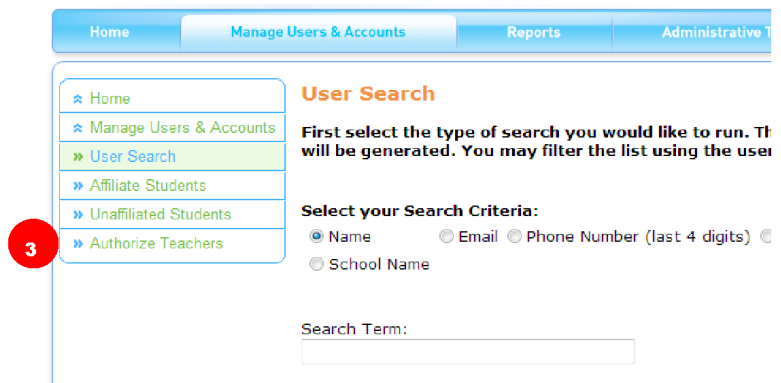 Home Manage Users & Accounts Reports Administrative T
Home
Manage Users & Accounts
User Search
Affiliate Students
Unaffiliated Students
3
Authorize Teachers
User Search
First select the type of search you would like to run. Th
will be generated. You may filter the list using the user
Select your Search Criteria:
Name Email Phone Number (last 4 digits)
School Name
Search Term: